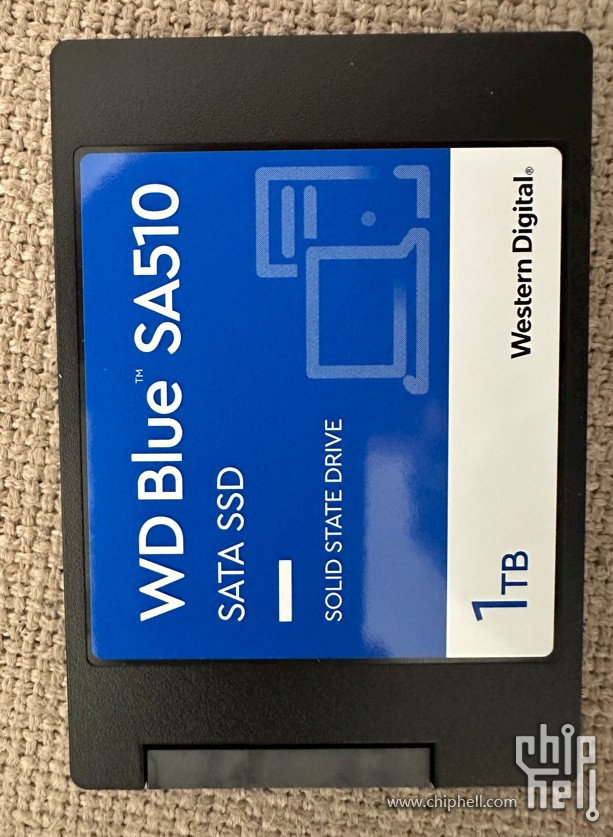 WD Blue™ SA510
SATA SSD
SOLID STATE DRIVE
1TB
Western Digital®
www.chiphell.com
chip
hell